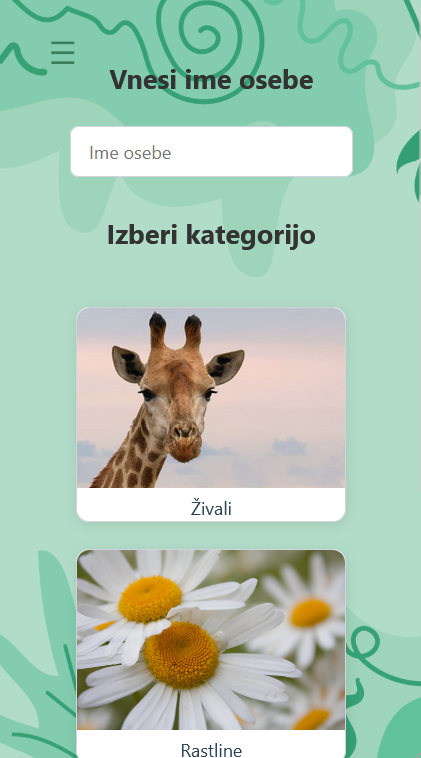 Vnesi ime osebe
Ime osebe
Izberi kategorijo
Živali
Rastline